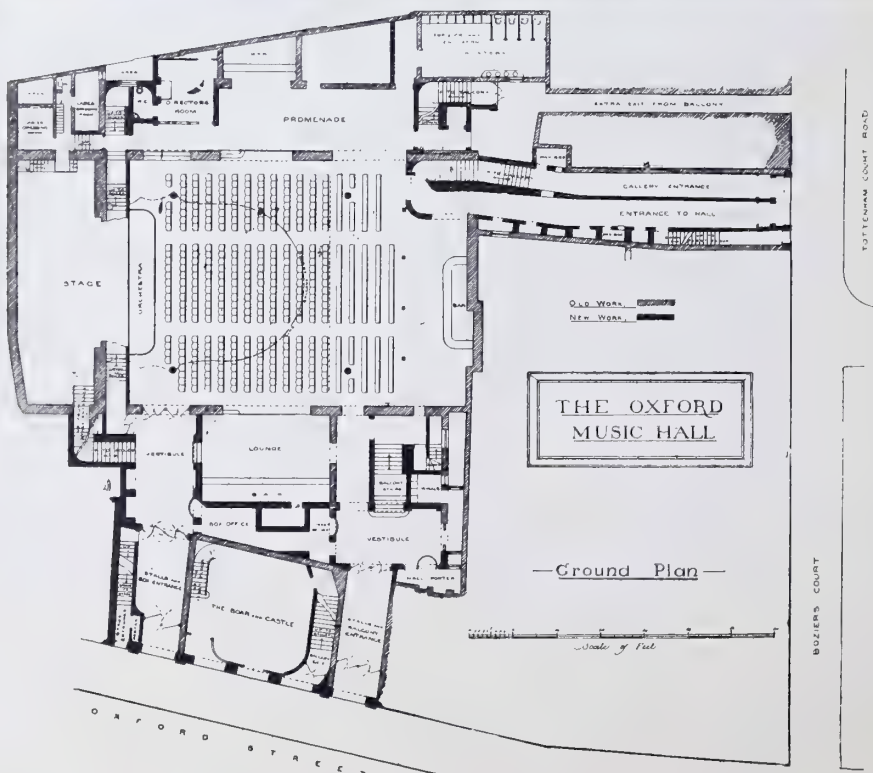 BAR
DIRECTORS
ROOM
PROMENADE
EXTRA EXIT FROM BALCONY
GALLERY ENTRANCE
ENTRANCE TO HALL
TOTTENHAM COURT ROAD
STAGE
ORCHESTRA
BAR
OLD WORK,
NEW WORK,
THE OXFORD
MUSIC HALL
VESTIBULE
LOUNGE
BAR
BOX OFFICE
BALCONY
VESTIBULE
HALL PORTER
STALLS AND
BOX ENTRANCE
THE BOAR AND CASTLE
STALLS AND
BALCONY
ENTRANCE
Ground Plan
Scale of Feet
BOZIERS COURT
OXFORD STREET